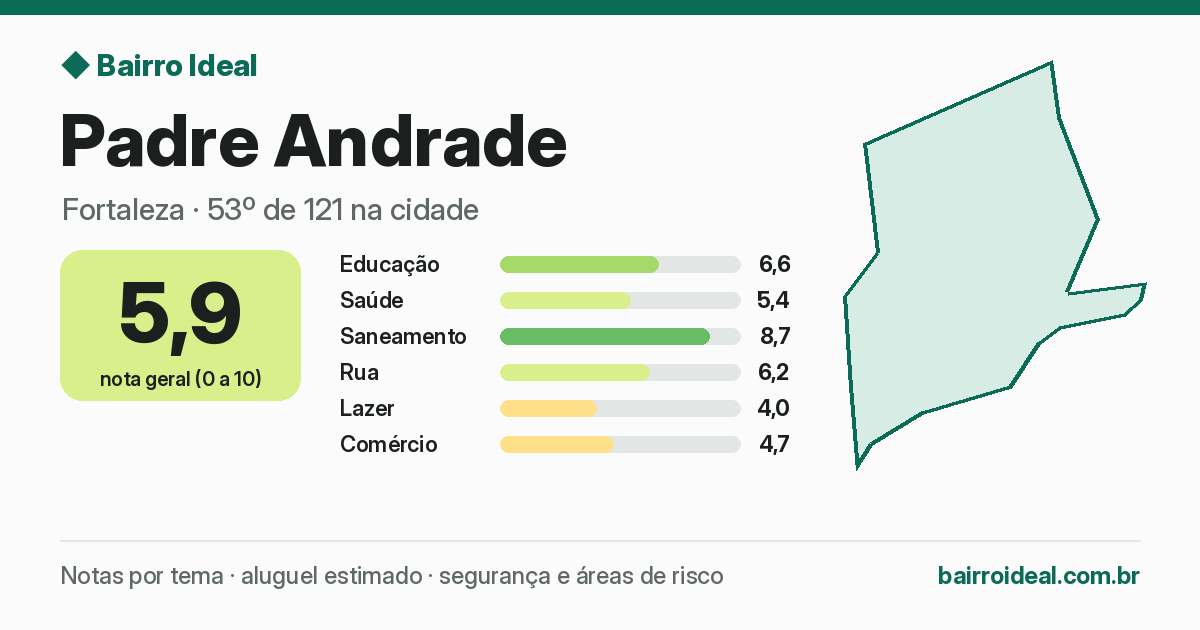 Bairro Ideal
Padre Andrade
Fortaleza · 53º de 121 na cidade
5,9
nota geral (0 a 10)
Educação 6,6
Saúde 5,4
Saneamento 8,7
Rua 6,2
Lazer 4,0
Comércio 4,7
Notas por tema · aluguel estimado · segurança e áreas de risco
bairroideal.com.br